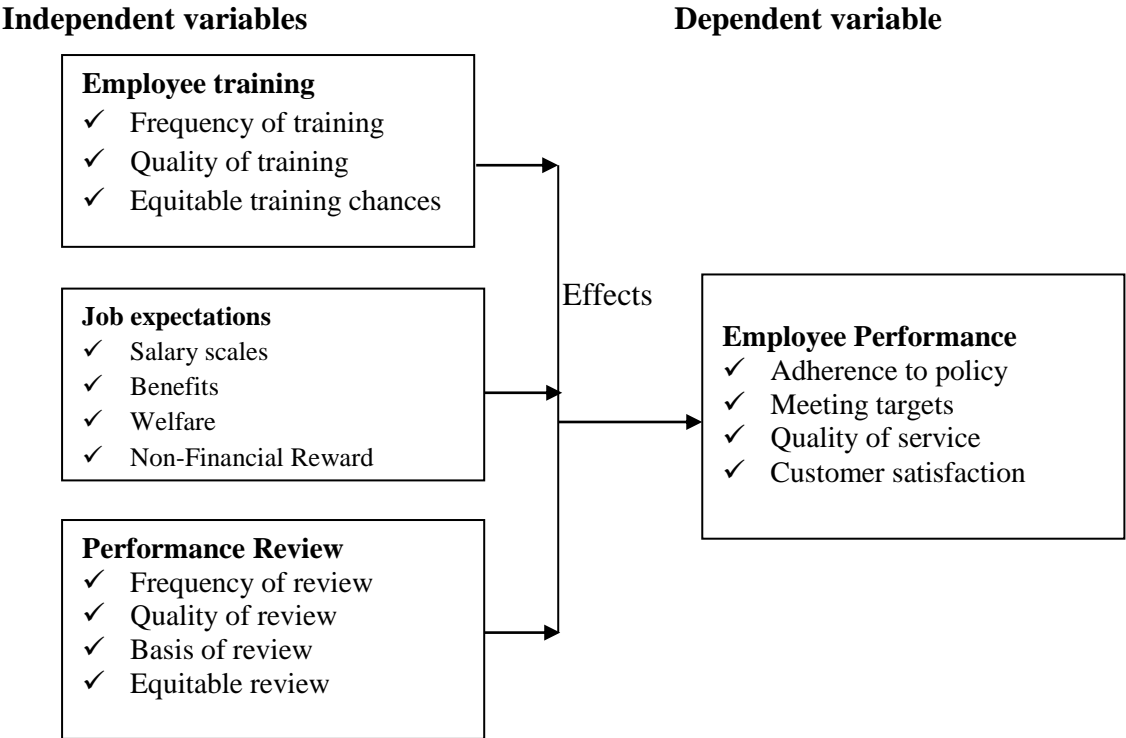 Independent variables
Dependent variable
Employee training
✓ Frequency of training
✓ Quality of training
✓ Equitable training chances
Job expectations
✓ Salary scales
✓ Benefits
✓ Welfare
✓ Non-Financial Reward
Performance Review
✓ Frequency of review
✓ Quality of review
✓ Basis of review
✓ Equitable review
Effects
Employee Performance
✓ Adherence to policy
✓ Meeting targets
✓ Quality of service
✓ Customer satisfaction